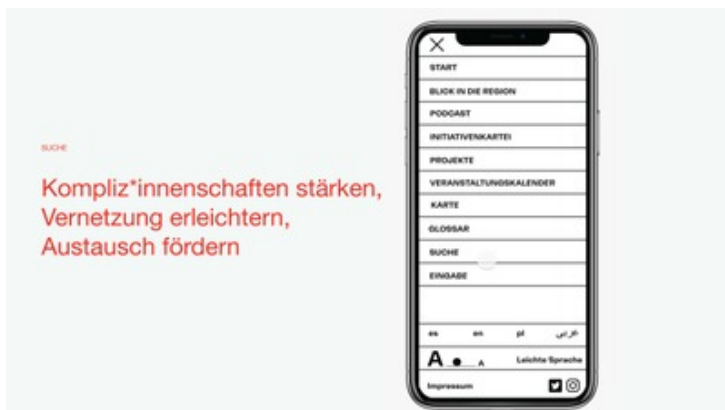 SUCHE
Kompliz*innenschaften stärken,
Vernetzung erleichtern,
Austausch fördern
START
BLICK IN DIE REGION
PODCAST
INITIATIVENKARTEI
PROJEKTE
VERANSTALTUNGSKALENDER
KARTE
GLOSSAR
SUCHE
EINGABE
es en pl عربي
A A Leichte Sprache
Impressum